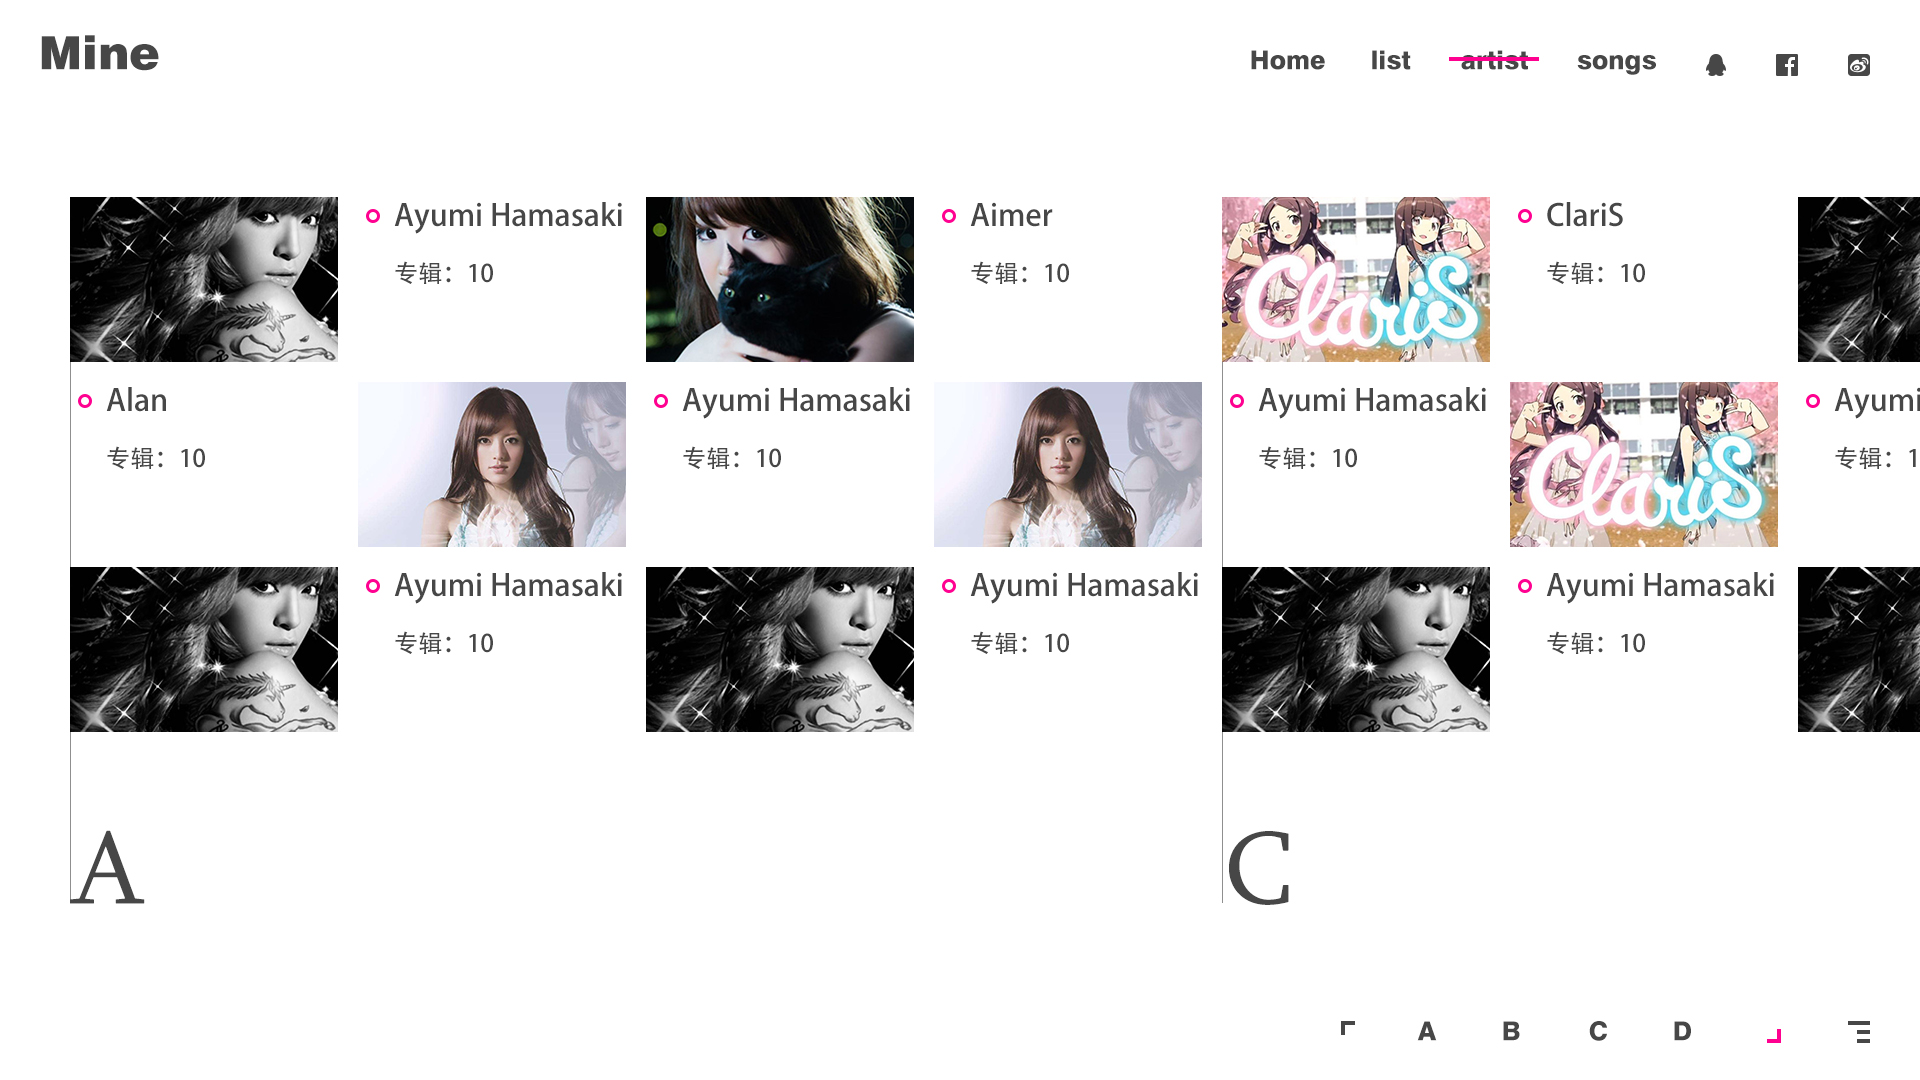 Mine
Home list artist songs
Ayumi Hamasaki
专辑：10
Aimer
专辑：10
ClariS
ClariS
专辑：10
Alan
专辑：10
Ayumi Hamasaki
专辑：10
Ayumi Hamasaki
专辑：10
ClariS
Ayumi
专辑：1
Ayumi Hamasaki
专辑：10
Ayumi Hamasaki
专辑：10
Ayumi Hamasaki
专辑：10
A
C
A B C D